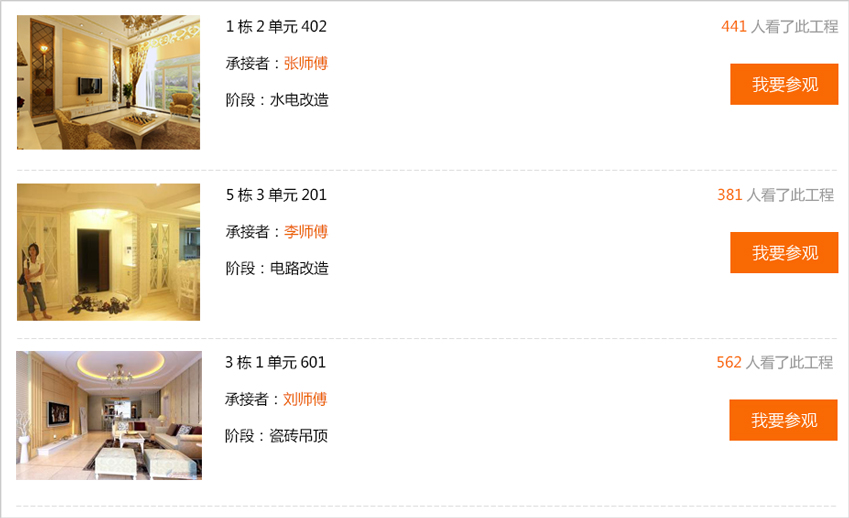 1 栋 2 单元 402
441 人看了此工程
承接者：张师傅
我要参观
阶段：水电改造
5 栋 3 单元 201
381 人看了此工程
承接者：李师傅
我要参观
阶段：电路改造
3 栋 1 单元 601
562 人看了此工程
承接者：刘师傅
我要参观
阶段：瓷砖吊顶